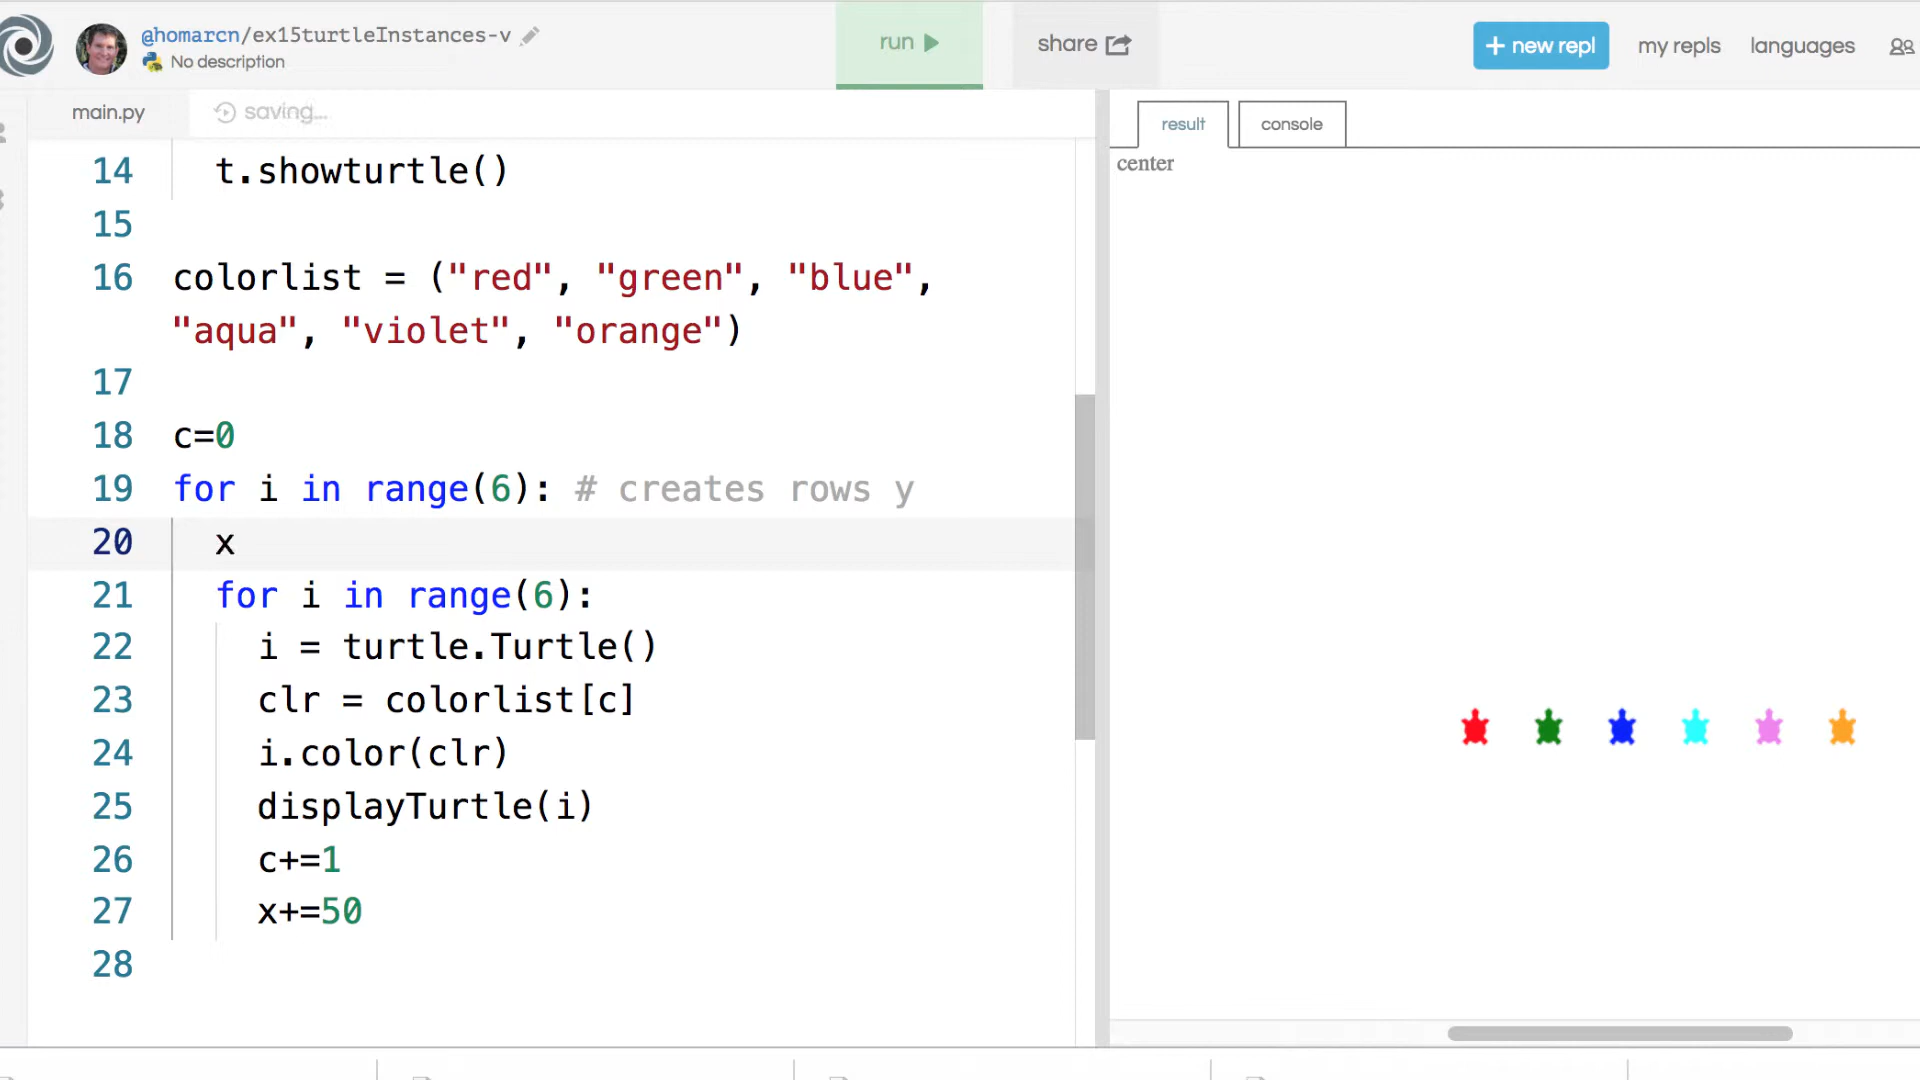 @homarcn/ex15turtleInstances-v
No description
run
share
+ new repl
my repls
languages
main.py
saving...
result
console
center
14 t.showturtle()
15
16 colorlist = ("red", "green", "blue",
"aqua", "violet", "orange")
17
18 c=0
19 for i in range(6): # creates rows y
20 x
21 for i in range(6):
22 i = turtle.Turtle()
23 clr = colorlist[c]
24 i.color(clr)
25 displayTurtle(i)
26 c+=1
27 x+=50
28